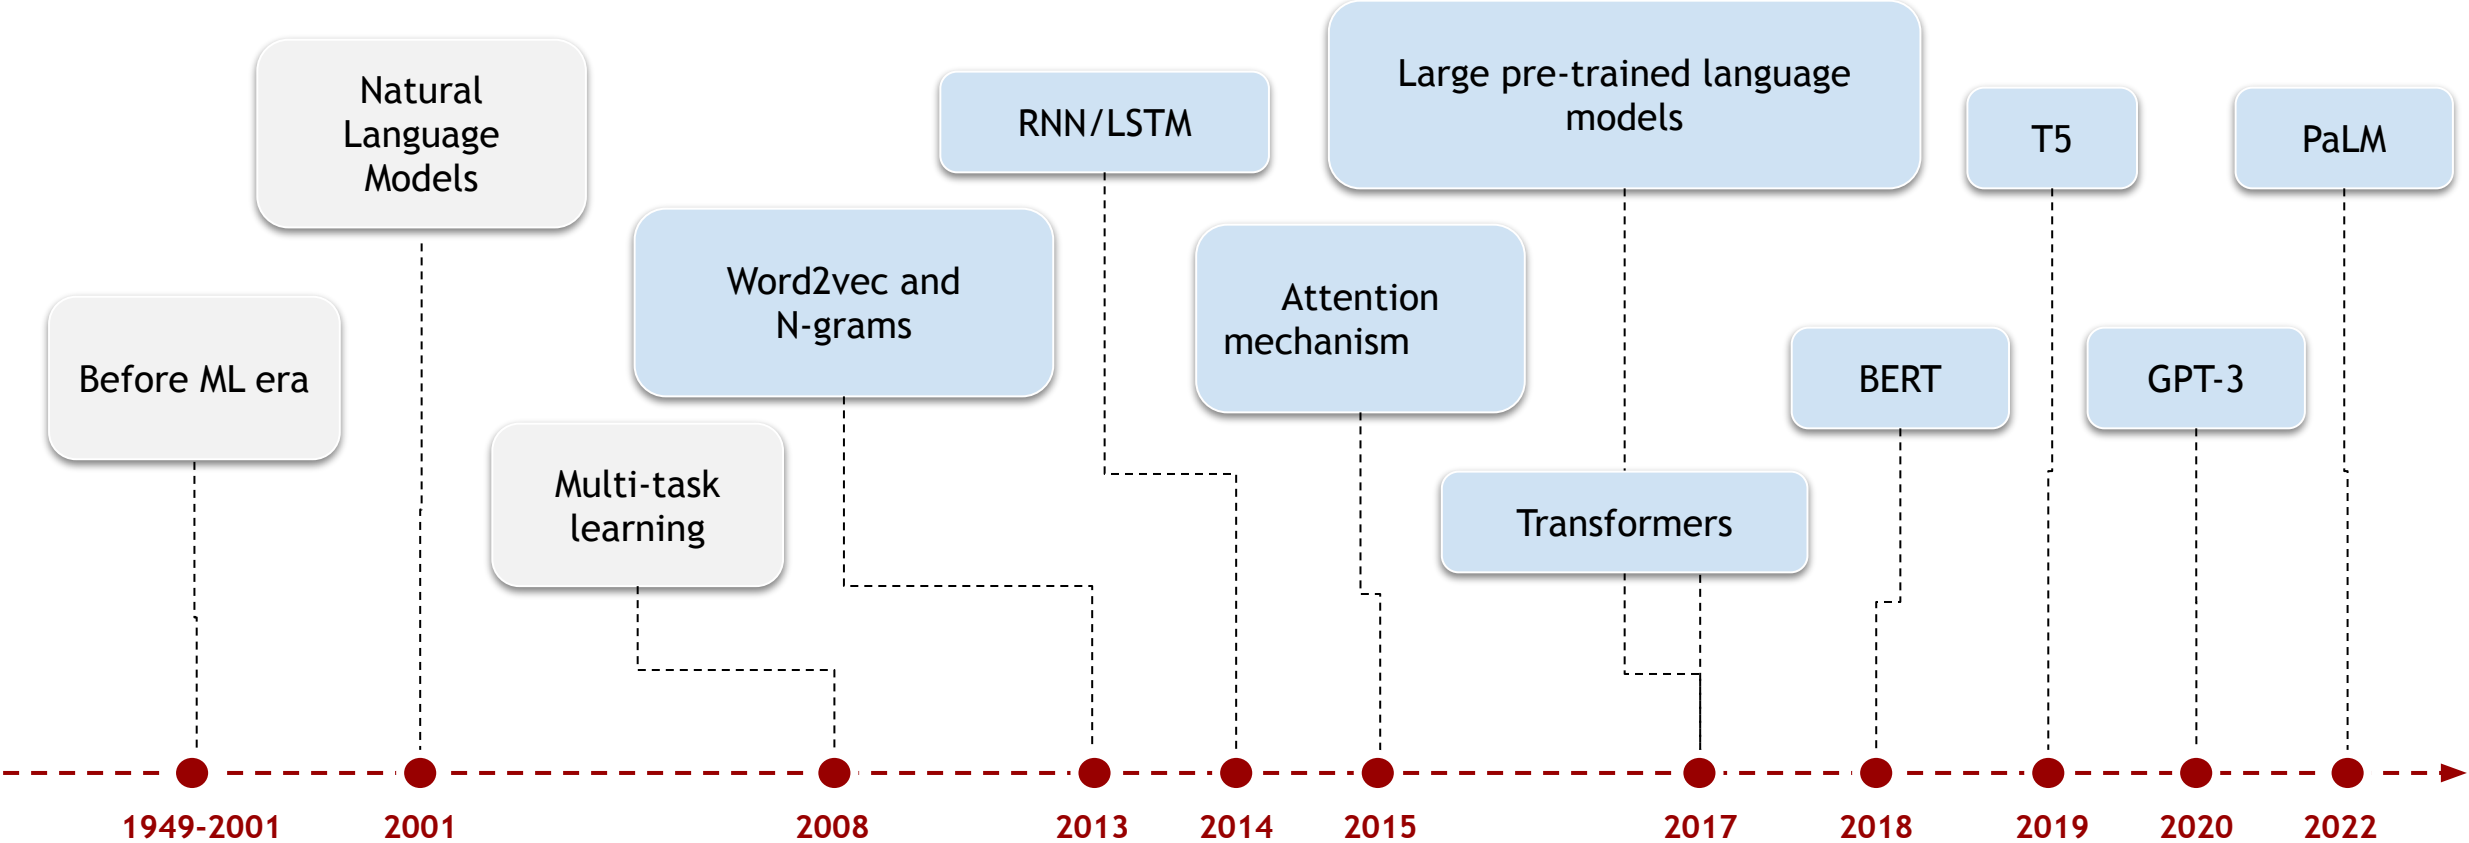 Before ML era
Natural
Language
Models
Multi-task
learning
Word2vec and
N-grams
RNN/LSTM
Attention
mechanism
Large pre-trained language
models
Transformers
BERT
T5
GPT-3
PaLM
1949-2001
2001
2008
2013
2014
2015
2017
2018
2019
2020
2022